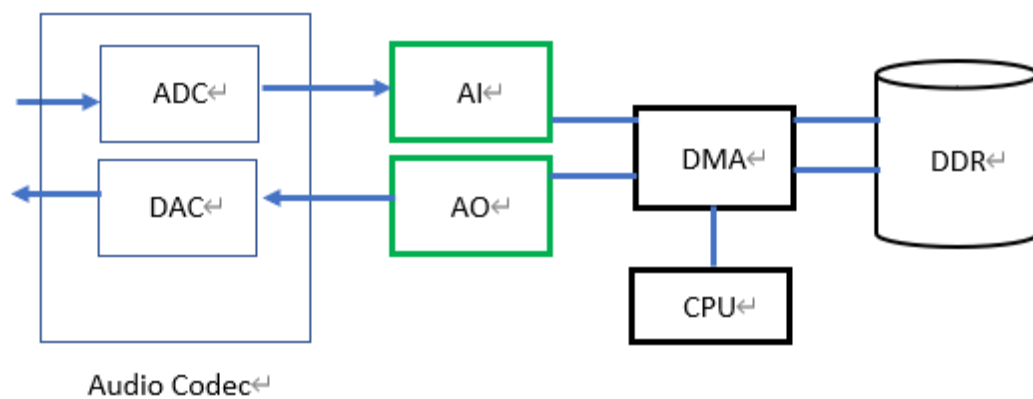 ADC↵
AI↵
DMA↵
DDR↵
DAC↵
AO↵
CPU↵
Audio Codec↵